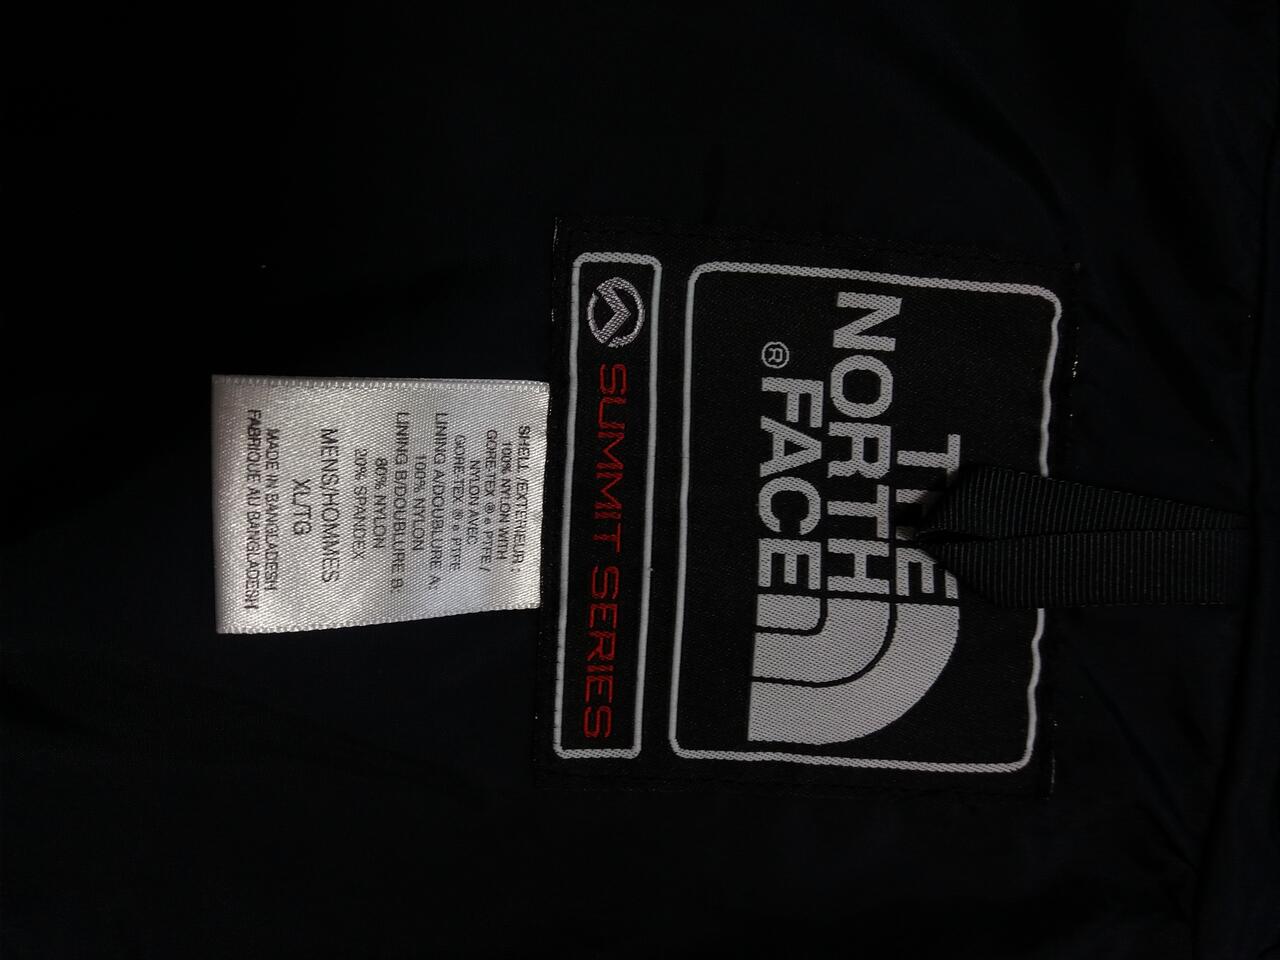 THE
NORTH
FACE®
SUMMIT SERIES
SHELL /EXTERIEUR:
100% NYLON WITH
GORE-TEX ® e PTFE/
NYLON AVEC
GORE-TEX ® e PTFE
LINING A/DOUBLURE A:
100% NYLON
LINING B/DOUBLURE B:
80% NYLON
20% SPANDEX
MENS/HOMMES
XL/TG
MADE IN BANGLADESH
FABRIQUE AU BANGLADESH